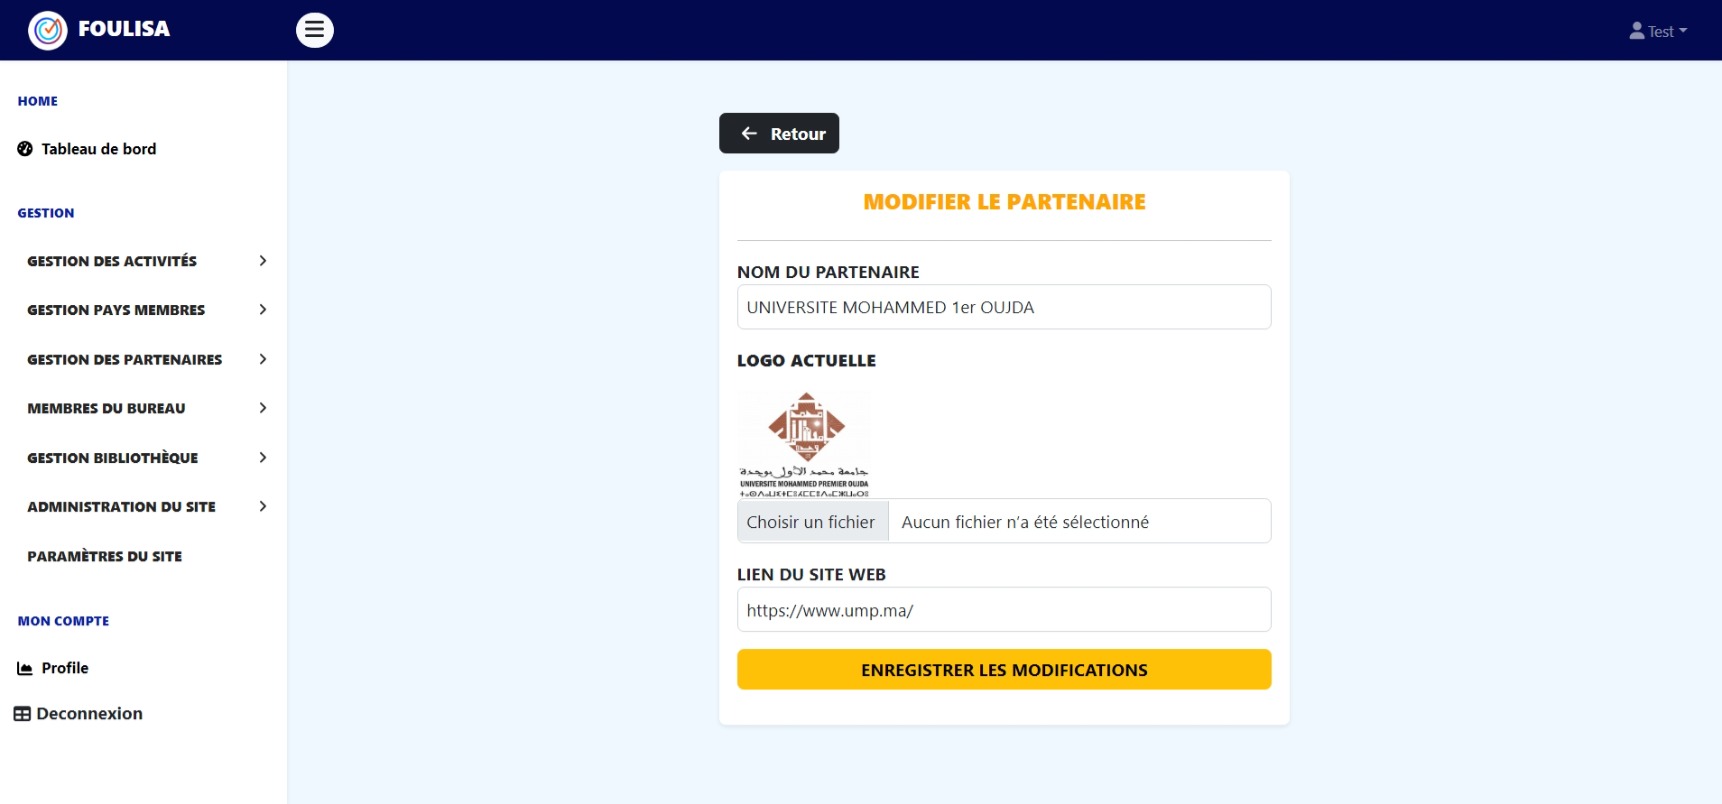 FOULISA
Test
HOME
Tableau de bord
GESTION
GESTION DES ACTIVITÉS
GESTION PAYS MEMBRES
GESTION DES PARTENAIRES
MEMBRES DU BUREAU
GESTION BIBLIOTHÈQUE
ADMINISTRATION DU SITE
PARAMÈTRES DU SITE
MON COMPTE
Profile
Deconnexion
Retour
MODIFIER LE PARTENAIRE
NOM DU PARTENAIRE
UNIVERSITE MOHAMMED 1er OUJDA
LOGO ACTUELLE
جامعة محمد الأول بوجدة
UNIVERSITE MOHAMMED PREMIER OUJDA
Choisir un fichier Aucun fichier n’a été sélectionné
LIEN DU SITE WEB
https://www.ump.ma/
ENREGISTRER LES MODIFICATIONS